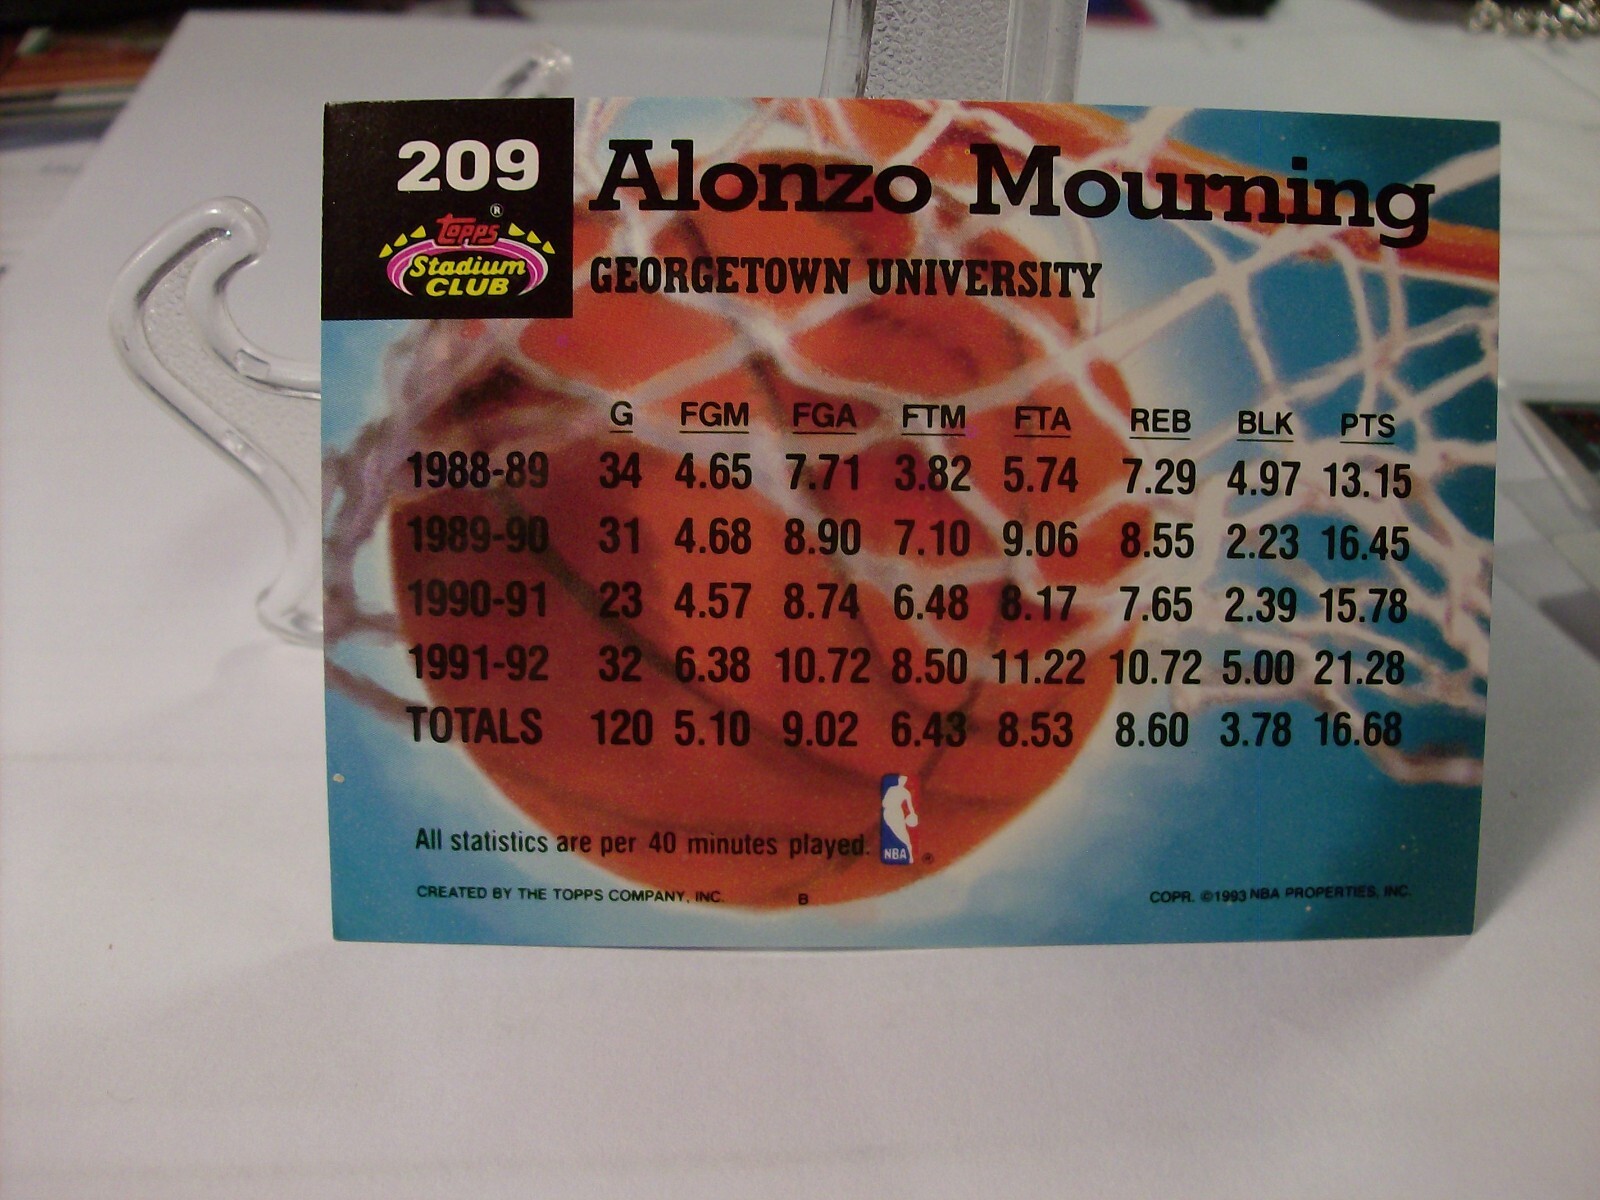 209
Alonzo Mourning
®
Topps
Stadium
CLUB
GEORGETOWN UNIVERSITY
G FGM FGA FTM FTA REB BLK PTS
1988-89 34 4.65 7.71 3.82 5.74 7.29 4.97 13.15
1989-90 31 4.68 8.90 7.10 9.06 8.55 2.23 16.45
1990-91 23 4.57 8.74 6.48 8.17 7.65 2.39 15.78
1991-92 32 6.38 10.72 8.50 11.22 10.72 5.00 21.28
TOTALS 120 5.10 9.02 6.43 8.53 8.60 3.78 16.68
All statistics are per 40 minutes played.
NBA ®
CREATED BY THE TOPPS COMPANY, INC. B COPR. ©1993 NBA PROPERTIES, INC.